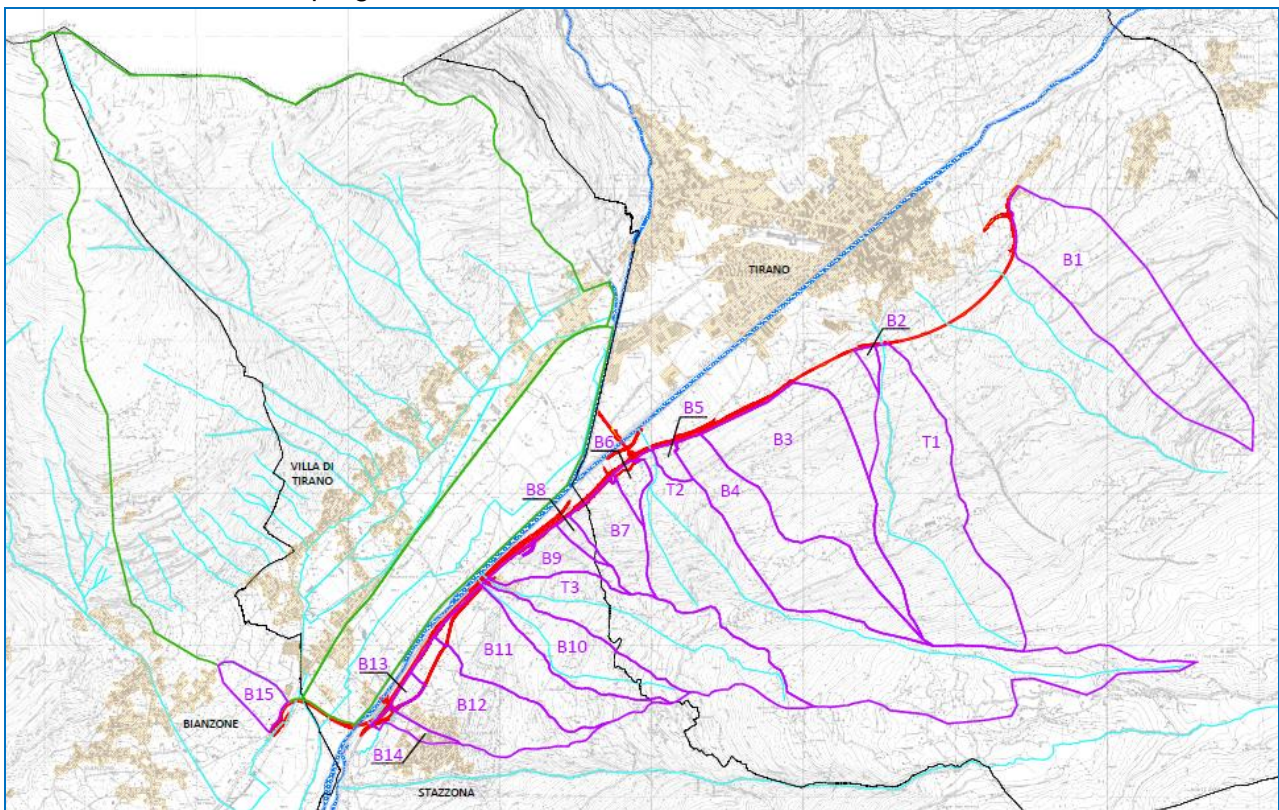 B1
TIRANO
B2
T1
B5
B3
B6
VILLA DI
TIRANO
T2
B4
B8
B7
B9
T3
B11
B10
B13
B15
B12
BIANZONE
B14
STAZZONA